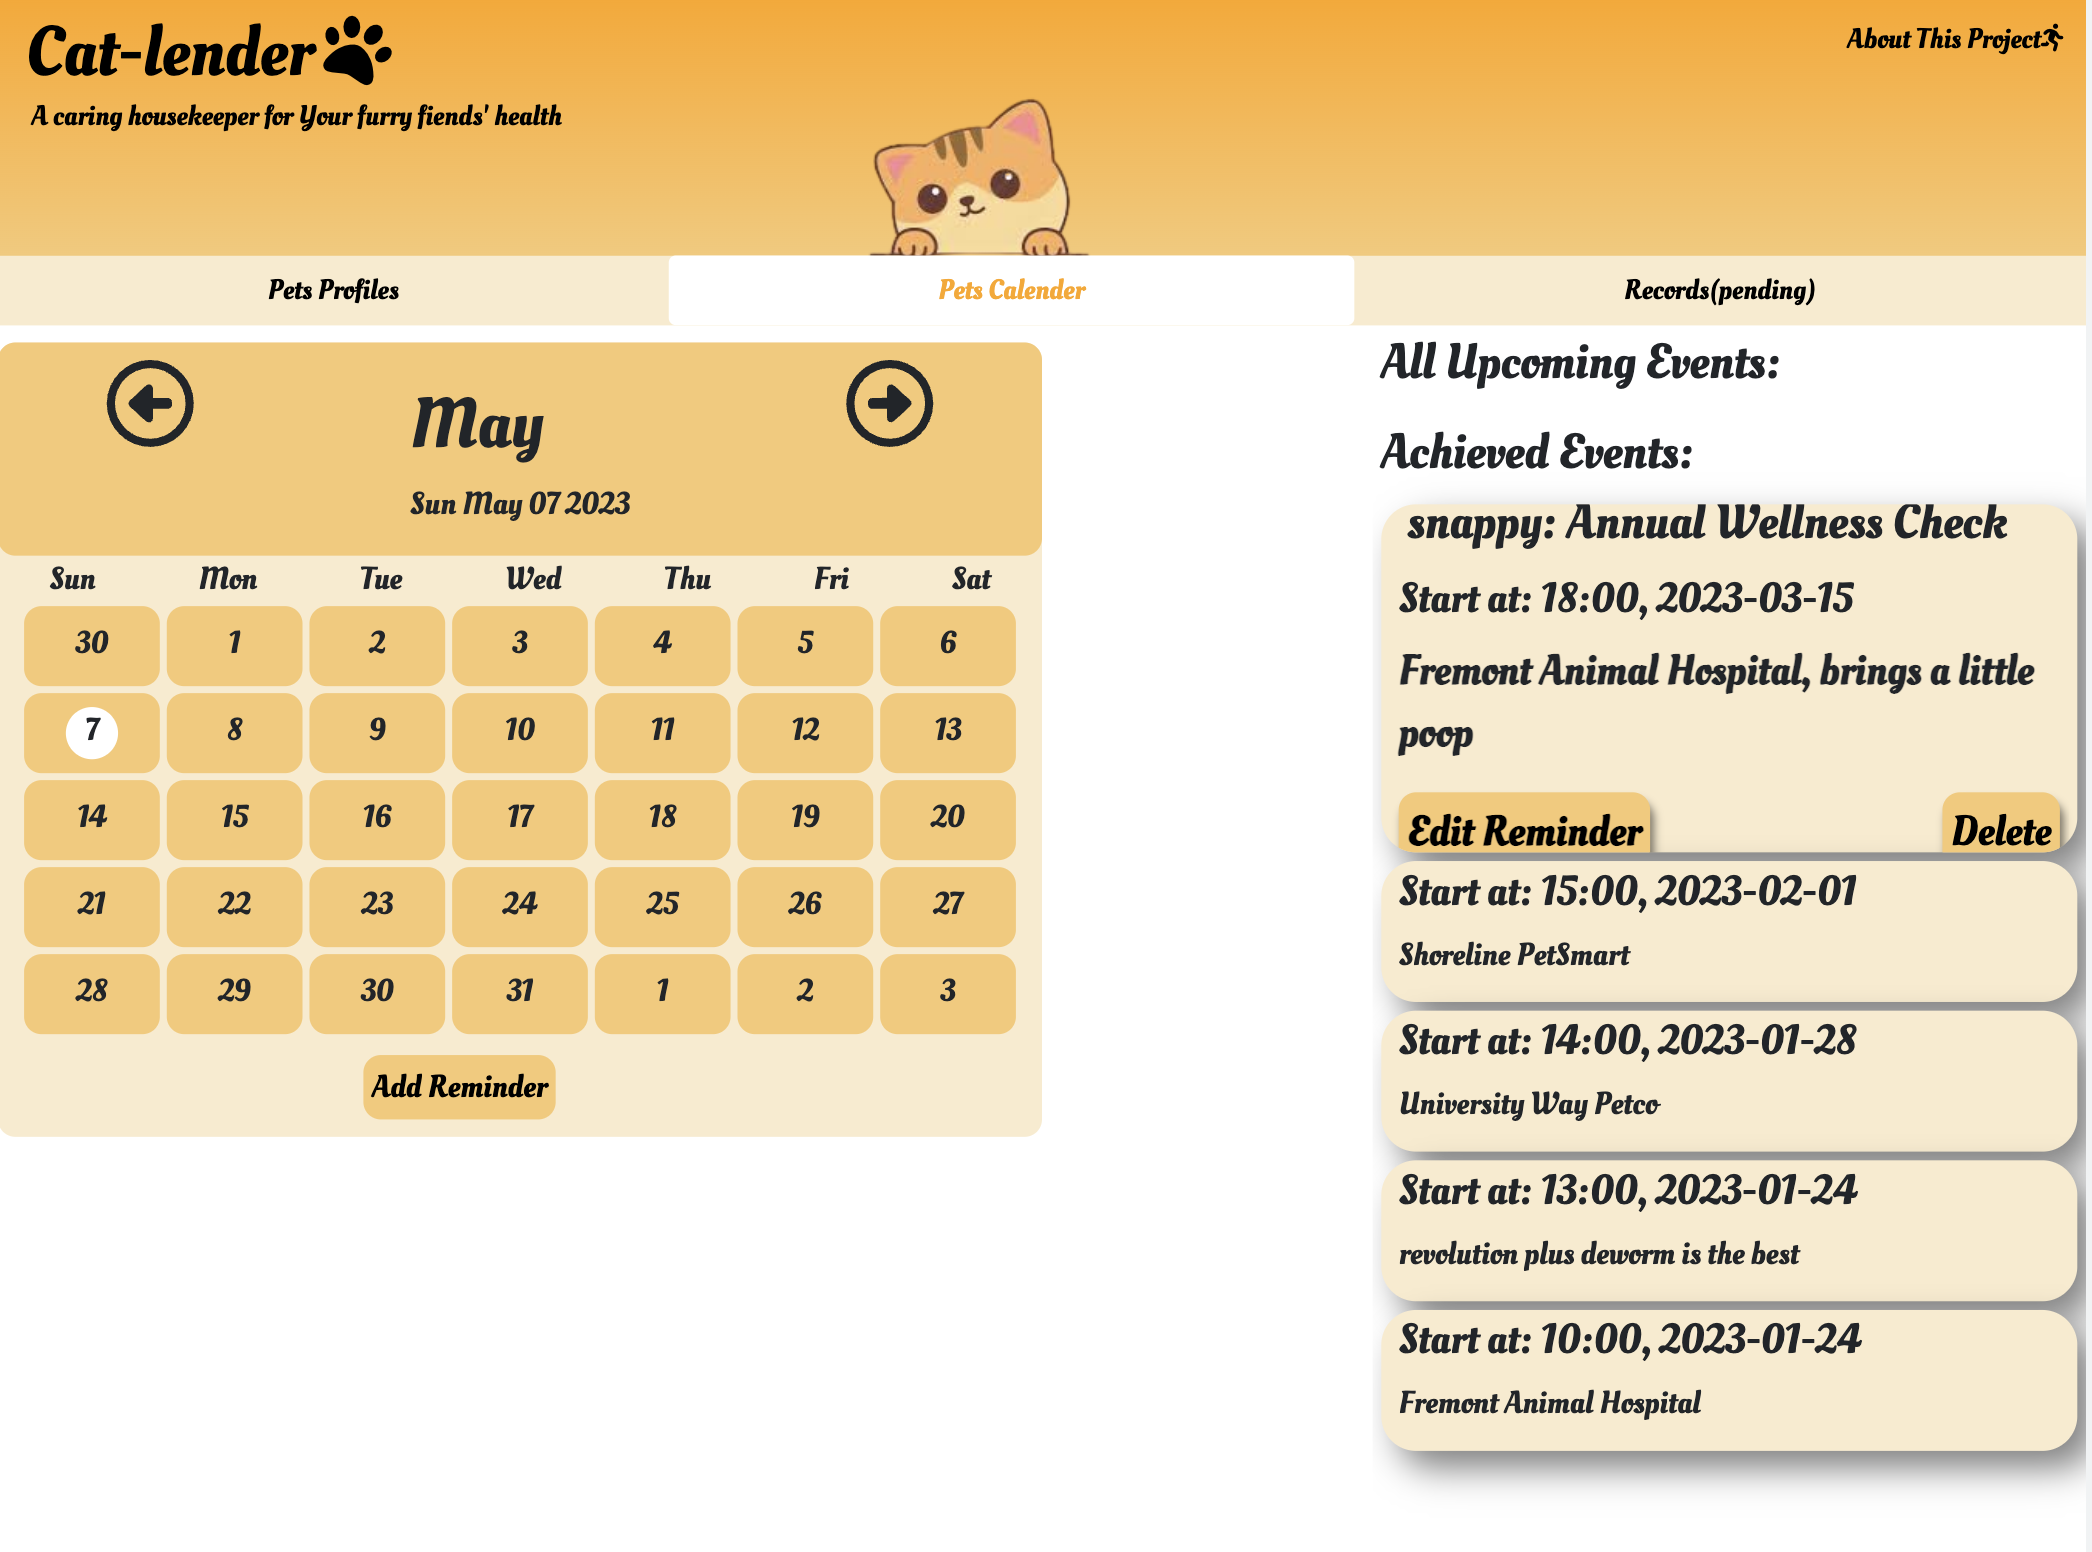 Cat-lender
About This Project
A caring housekeeper for Your furry fiends' health
Pets Profiles
Pets Calender
Records(pending)
May
Sun May 07 2023
Sun Mon Tue Wed Thu Fri Sat
30 1 2 3 4 5 6
7 8 9 10 11 12 13
14 15 16 17 18 19 20
21 22 23 24 25 26 27
28 29 30 31 1 2 3
Add Reminder
All Upcoming Events:
Achieved Events:
snappy: Annual Wellness Check
Start at: 18:00, 2023-03-15
Fremont Animal Hospital, brings a little
poop
Edit Reminder
Delete
Start at: 15:00, 2023-02-01
Shoreline PetSmart
Start at: 14:00, 2023-01-28
University Way Petco
Start at: 13:00, 2023-01-24
revolution plus deworm is the best
Start at: 10:00, 2023-01-24
Fremont Animal Hospital